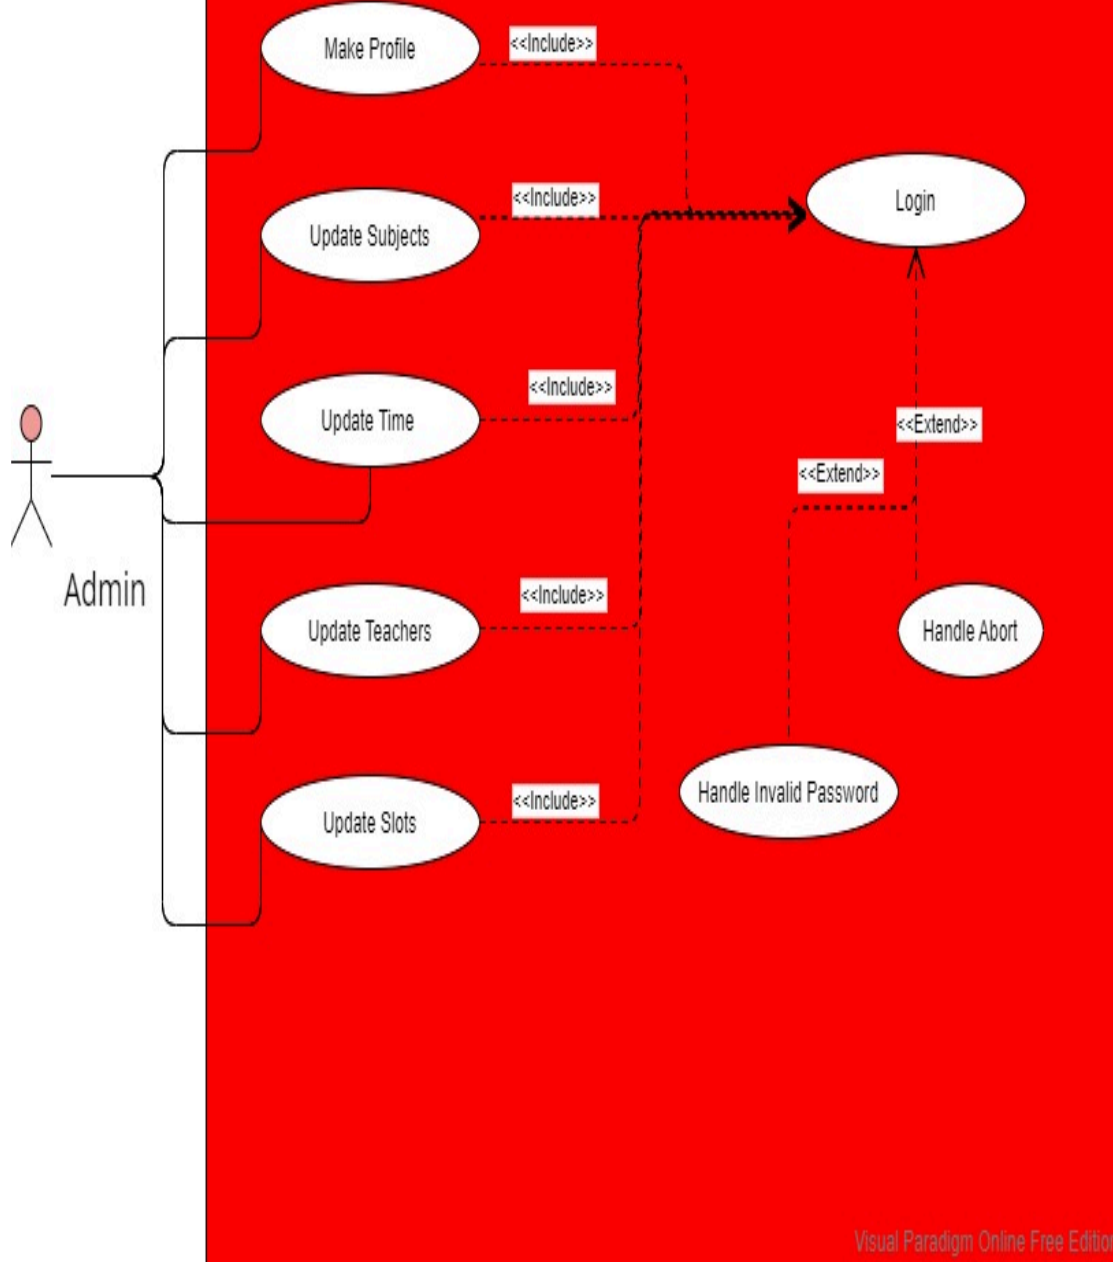 Make Profile
<<Include>>
Update Subjects
<<Include>>
Login
Update Time
<<Include>>
<<Extend>>
<<Extend>>
Admin
Update Teachers
<<Include>>
Handle Abort
Update Slots
<<Include>>
Handle Invalid Password
Visual Paradigm Online Free Edition